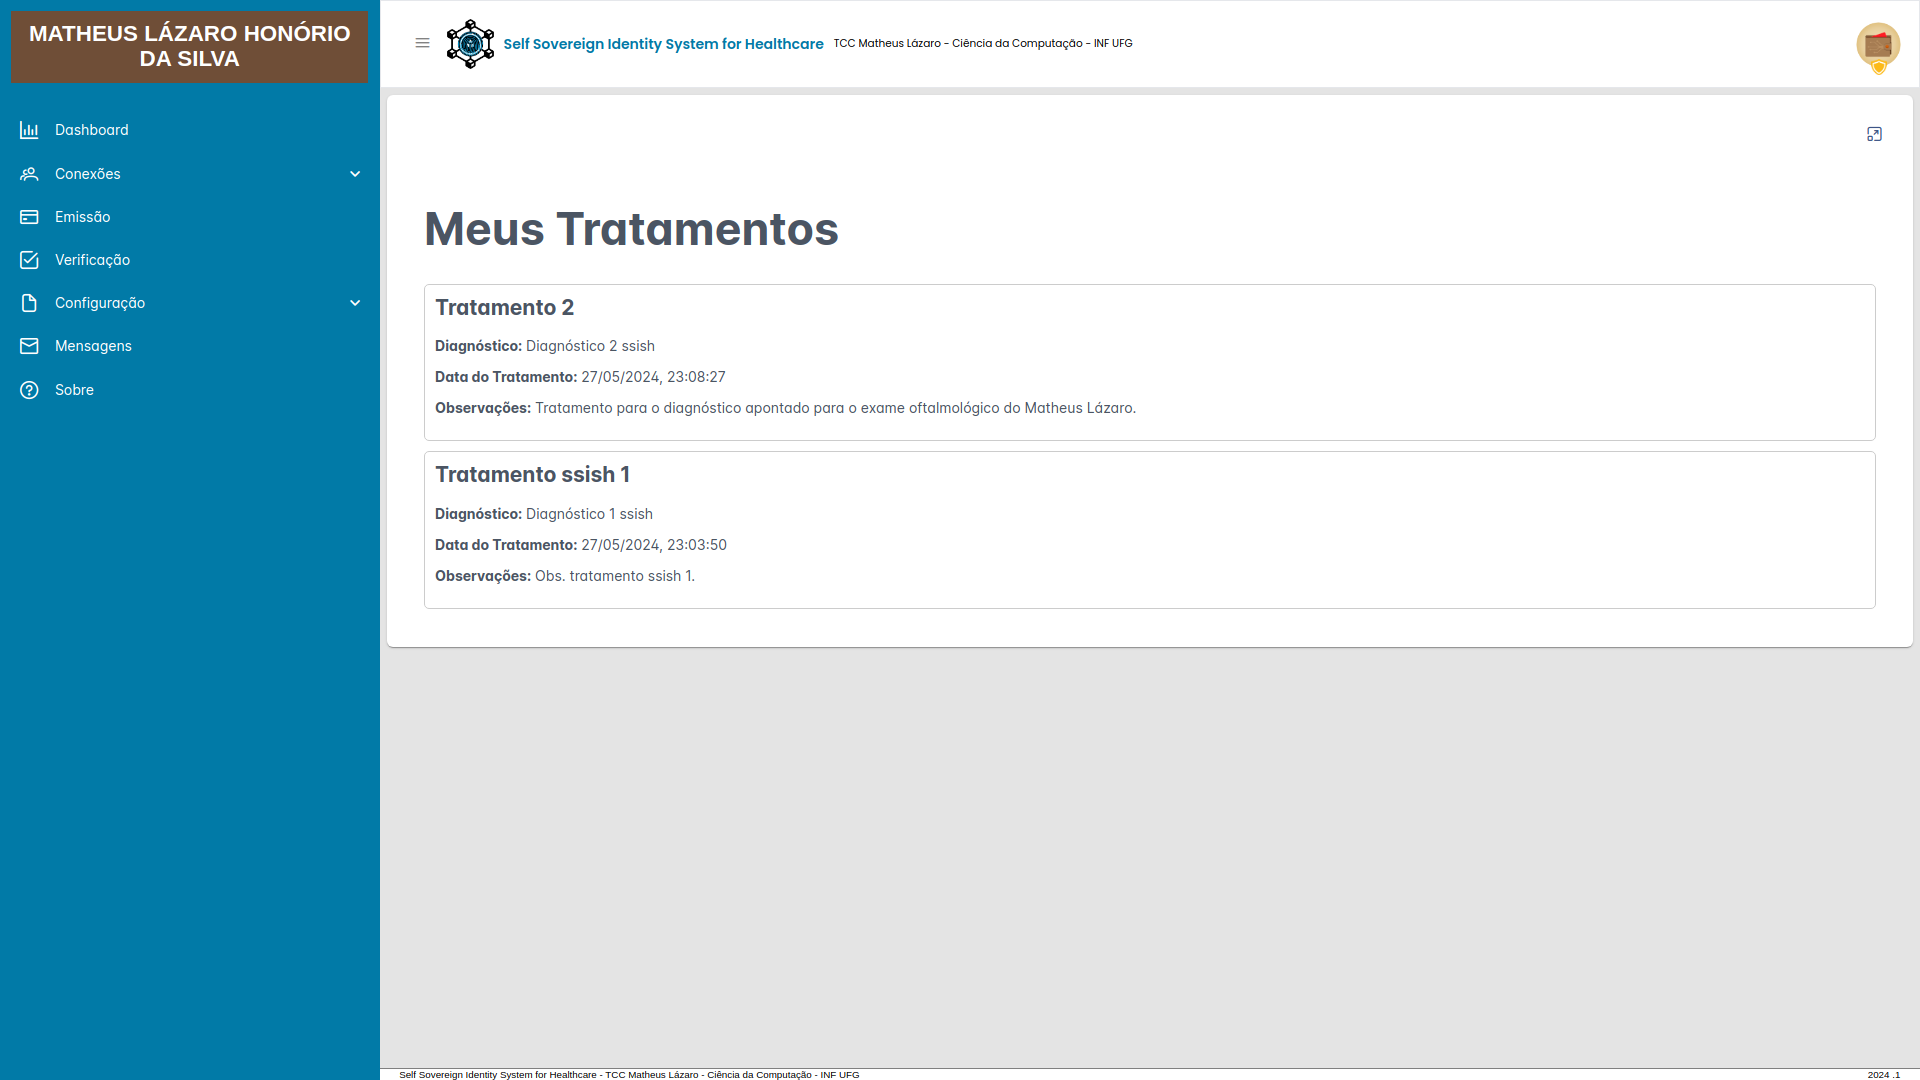 MATHEUS LÁZARO HONÓRIO
DA SILVA
Dashboard
Conexões
Emissão
Verificação
Configuração
Mensagens
Sobre
Self Sovereign Identity System for Healthcare TCC Matheus Lázaro - Ciência da Computação - INF UFG
Meus Tratamentos
Tratamento 2
Diagnóstico: Diagnóstico 2 ssish
Data do Tratamento: 27/05/2024, 23:08:27
Observações: Tratamento para o diagnóstico apontado para o exame oftalmológico do Matheus Lázaro.
Tratamento ssish 1
Diagnóstico: Diagnóstico 1 ssish
Data do Tratamento: 27/05/2024, 23:03:50
Observações: Obs. tratamento ssish 1.
Self Sovereign Identity System for Healthcare - TCC Matheus Lázaro - Ciência da Computação - INF UFG
2024 .1